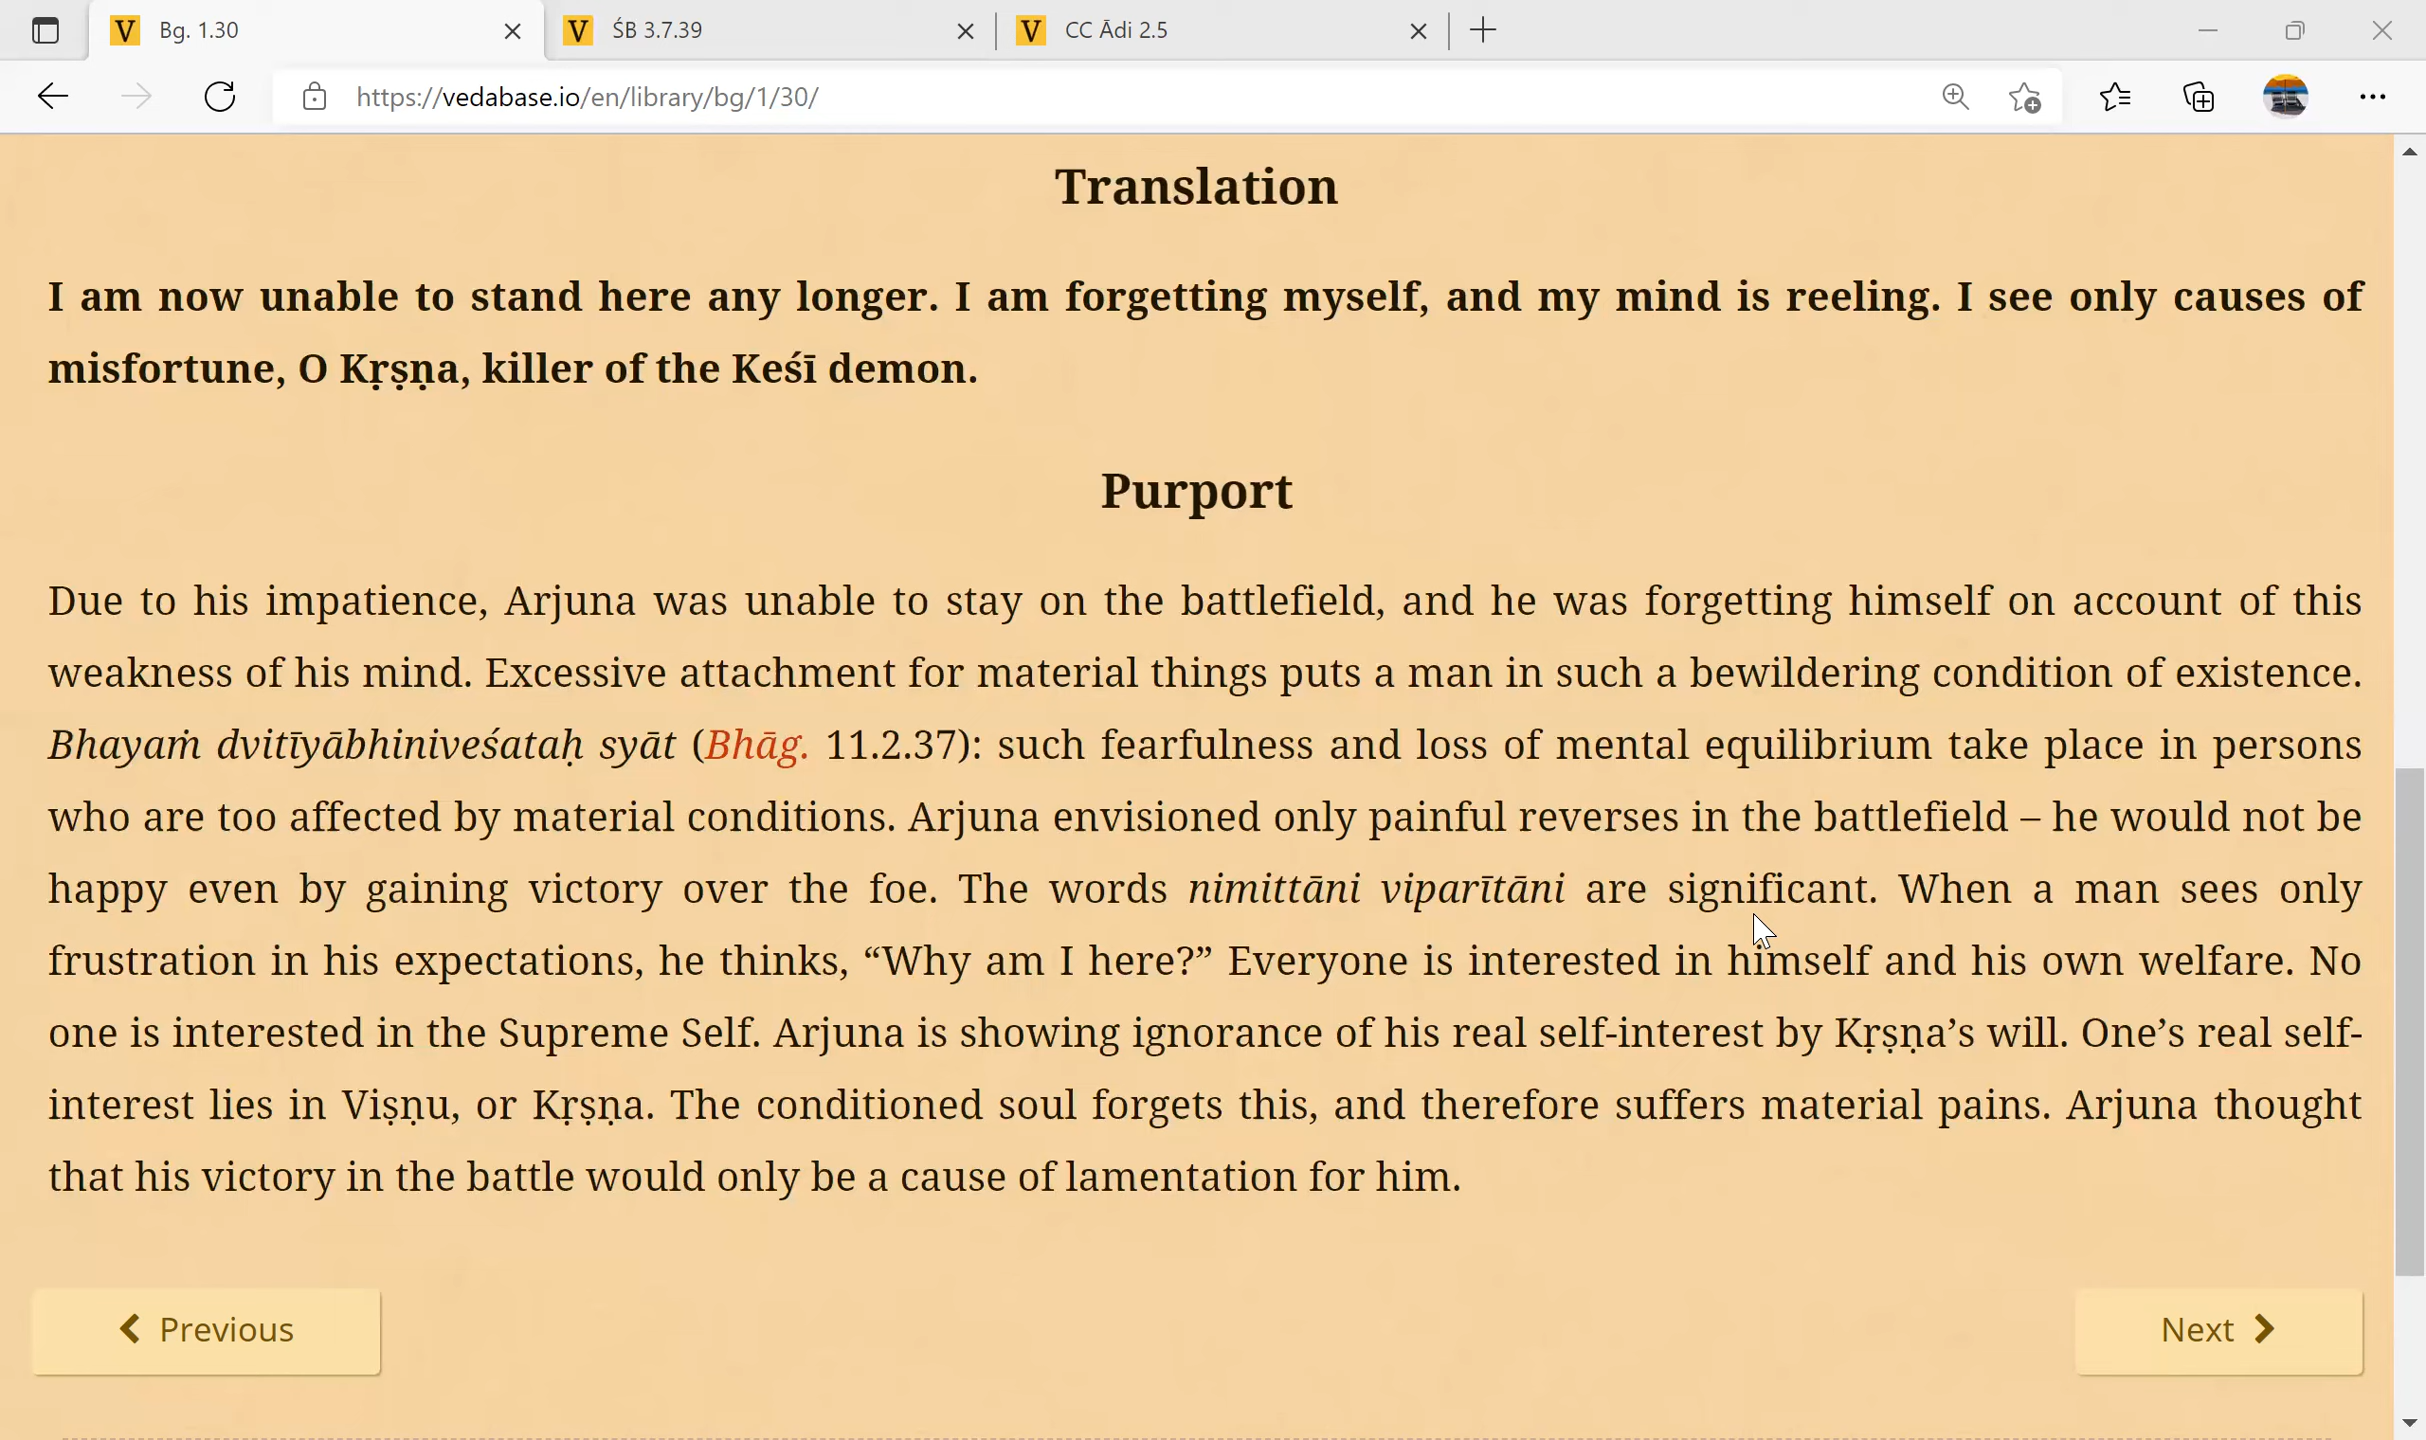 Bg. 1.30
ŚB 3.7.39
CC Ādi 2.5
https://vedabase.io/en/library/bg/1/30/
Translation
I am now unable to stand here any longer. I am forgetting myself, and my mind is reeling. I see only causes of
misfortune, O Kṛṣṇa, killer of the Keśī demon.
Purport
Due to his impatience, Arjuna was unable to stay on the battlefield, and he was forgetting himself on account of this
weakness of his mind. Excessive attachment for material things puts a man in such a bewildering condition of existence.
Bhayaṁ dvitīyābhiniveśataḥ syāt (Bhāg. 11.2.37): such fearfulness and loss of mental equilibrium take place in persons
who are too affected by material conditions. Arjuna envisioned only painful reverses in the battlefield – he would not be
happy even by gaining victory over the foe. The words nimittāni viparītāni are significant. When a man sees only
frustration in his expectations, he thinks, “Why am I here?” Everyone is interested in himself and his own welfare. No
one is interested in the Supreme Self. Arjuna is showing ignorance of his real self-interest by Kṛṣṇa’s will. One’s real self-
interest lies in Viṣṇu, or Kṛṣṇa. The conditioned soul forgets this, and therefore suffers material pains. Arjuna thought
that his victory in the battle would only be a cause of lamentation for him.
Previous
Next